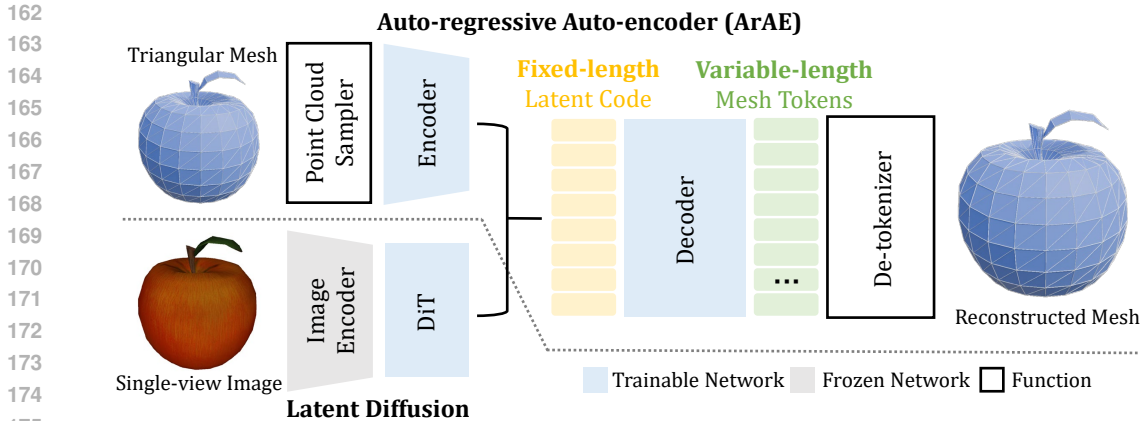 162
163
164
165
166
167
168
169
170
171
172
173
174
Auto-regressive Auto-encoder (ArAE)
Triangular Mesh
Point Cloud
Sampler
Encoder
Fixed-length
Latent Code
Decoder
Variable-length
Mesh Tokens
...
De-tokenizer
Reconstructed Mesh
Single-view Image
Image
Encoder
DiT
Latent Diffusion
Trainable Network
Frozen Network
Function